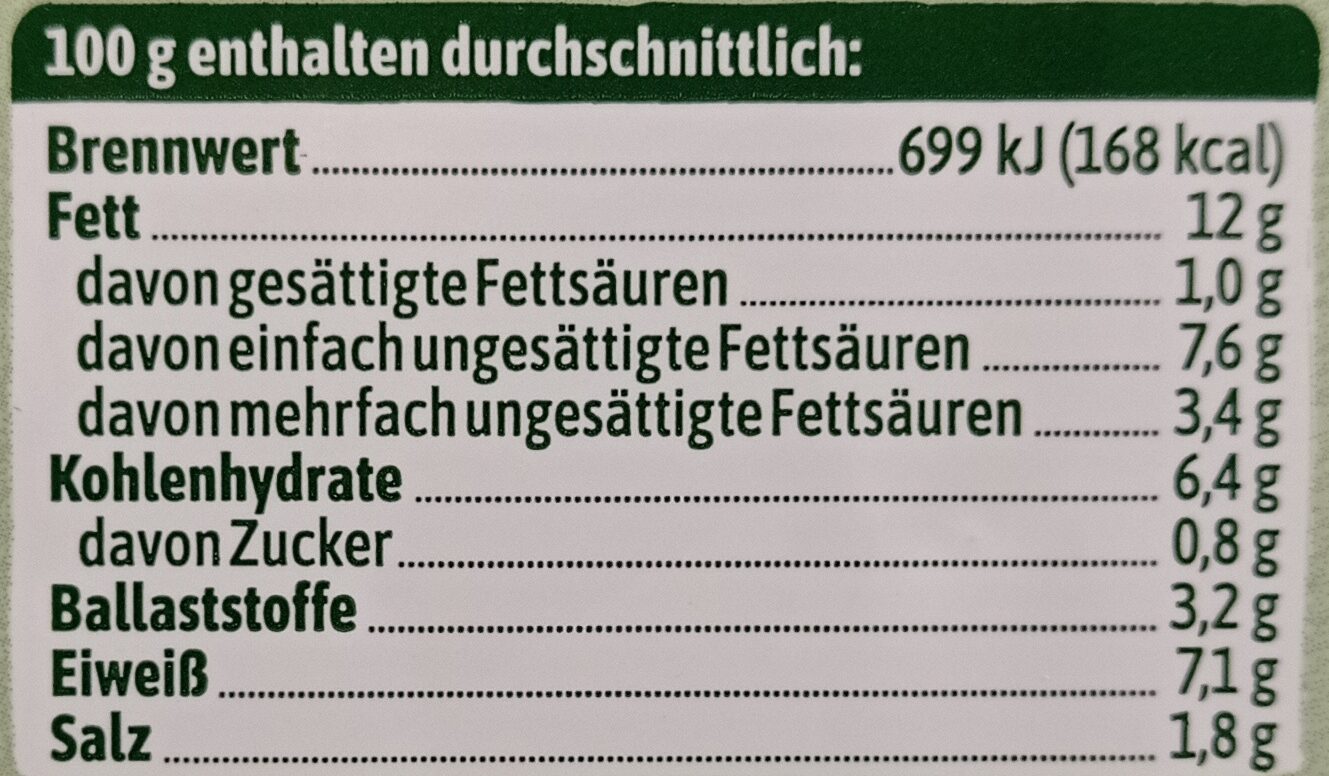 100 g enthalten durchschnittlich:
Brennwert 699 kJ (168 kcal)
Fett 12 g
davon gesättigte Fettsäuren 1,0 g
davon einfach ungesättigte Fettsäuren 7,6 g
davon mehrfach ungesättigte Fettsäuren 3,4 g
Kohlenhydrate 6,4 g
davon Zucker 0,8 g
Ballaststoffe 3,2 g
Eiweiß 7,1 g
Salz 1,8 g